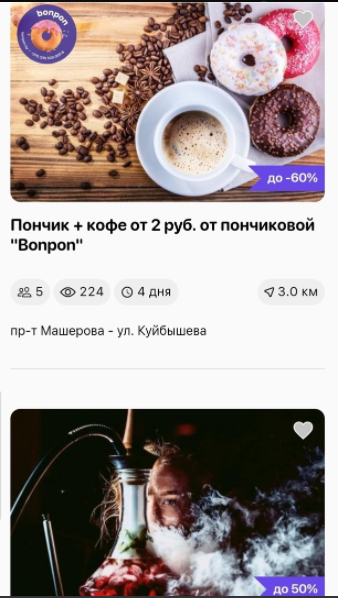 bonpon
до -60%
Пончик + кофе от 2 руб. от пончиковой
"Bonpon"
5
224
4 дня
3.0 км
пр-т Машерова - ул. Куйбышева
до 50%